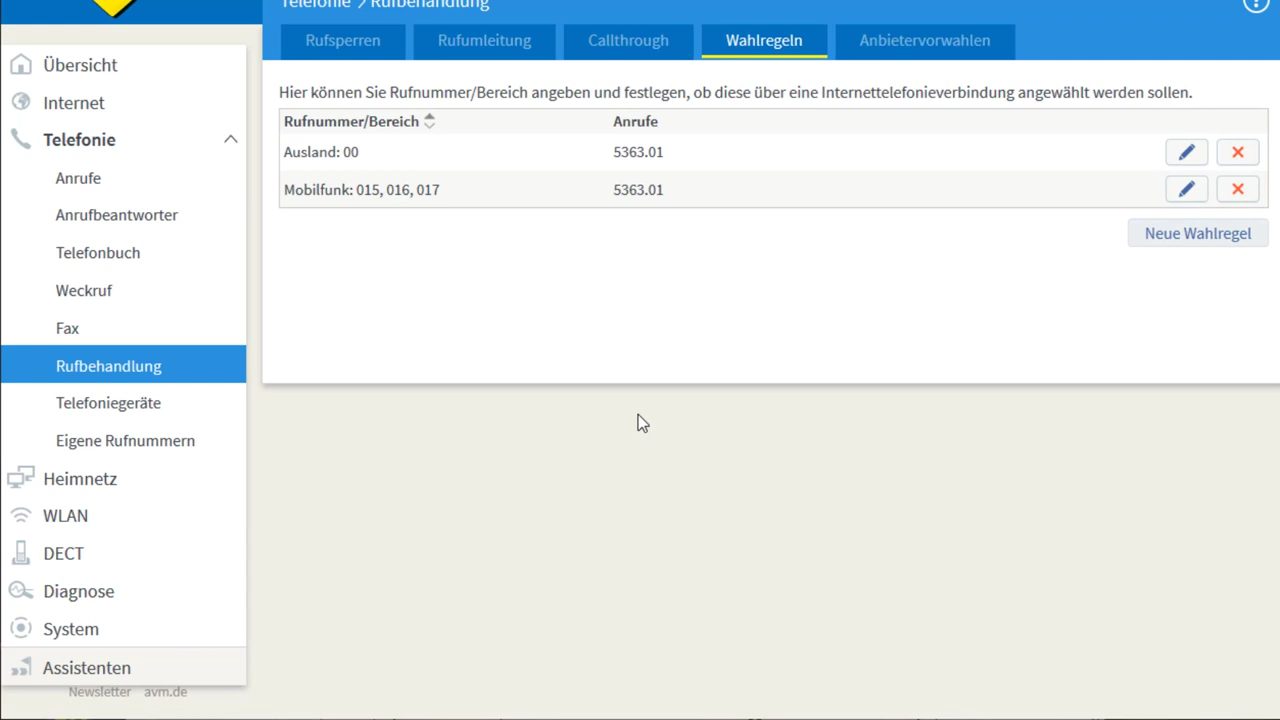 Telefonie > Rufbehandlung
Rufsperren
Rufumleitung
Callthrough
Wahlregeln
Anbietervorwahlen
Übersicht
Internet
Telefonie
Anrufe
Anrufbeantworter
Telefonbuch
Weckruf
Fax
Rufbehandlung
Telefoniegeräte
Eigene Rufnummern
Heimnetz
WLAN
DECT
Diagnose
System
Assistenten
Newsletter avm.de
Hier können Sie Rufnummer/Bereich angeben und festlegen, ob diese über eine Internettelefonieverbindung angewählt werden sollen.
Rufnummer/Bereich Anrufe
Ausland: 00 5363.01
Mobilfunk: 015, 016, 017 5363.01
Neue Wahlregel